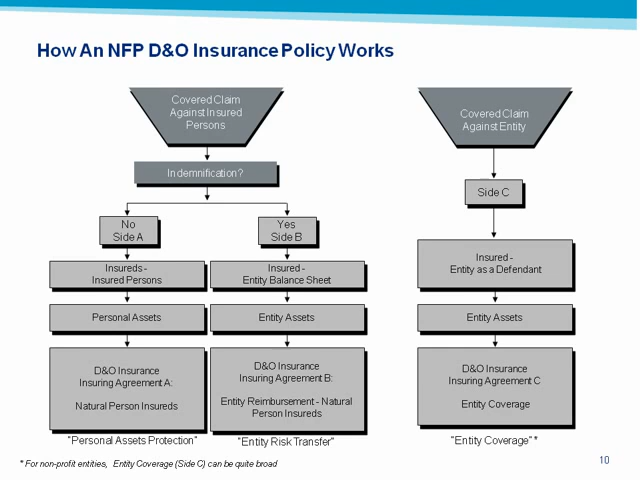 How An NFP D&O Insurance Policy Works
Covered Claim
Against Insured
Persons
Indemnification?
No
Side A
Yes
Side B
Insureds -
Insured Persons
Insured -
Entity Balance Sheet
Personal Assets
Entity Assets
D&O Insurance
Insuring Agreement A:
Natural Person Insureds
D&O Insurance
Insuring Agreement B:
Entity Reimbursement - Natural
Person Insureds
"Personal Assets Protection"
"Entity Risk Transfer"
Covered Claim
Against Entity
Side C
Insured -
Entity as a Defendant
Entity Assets
D&O Insurance
Insuring Agreement C
Entity Coverage
"Entity Coverage" *
* For non-profit entities, Entity Coverage (Side C) can be quite broad
10